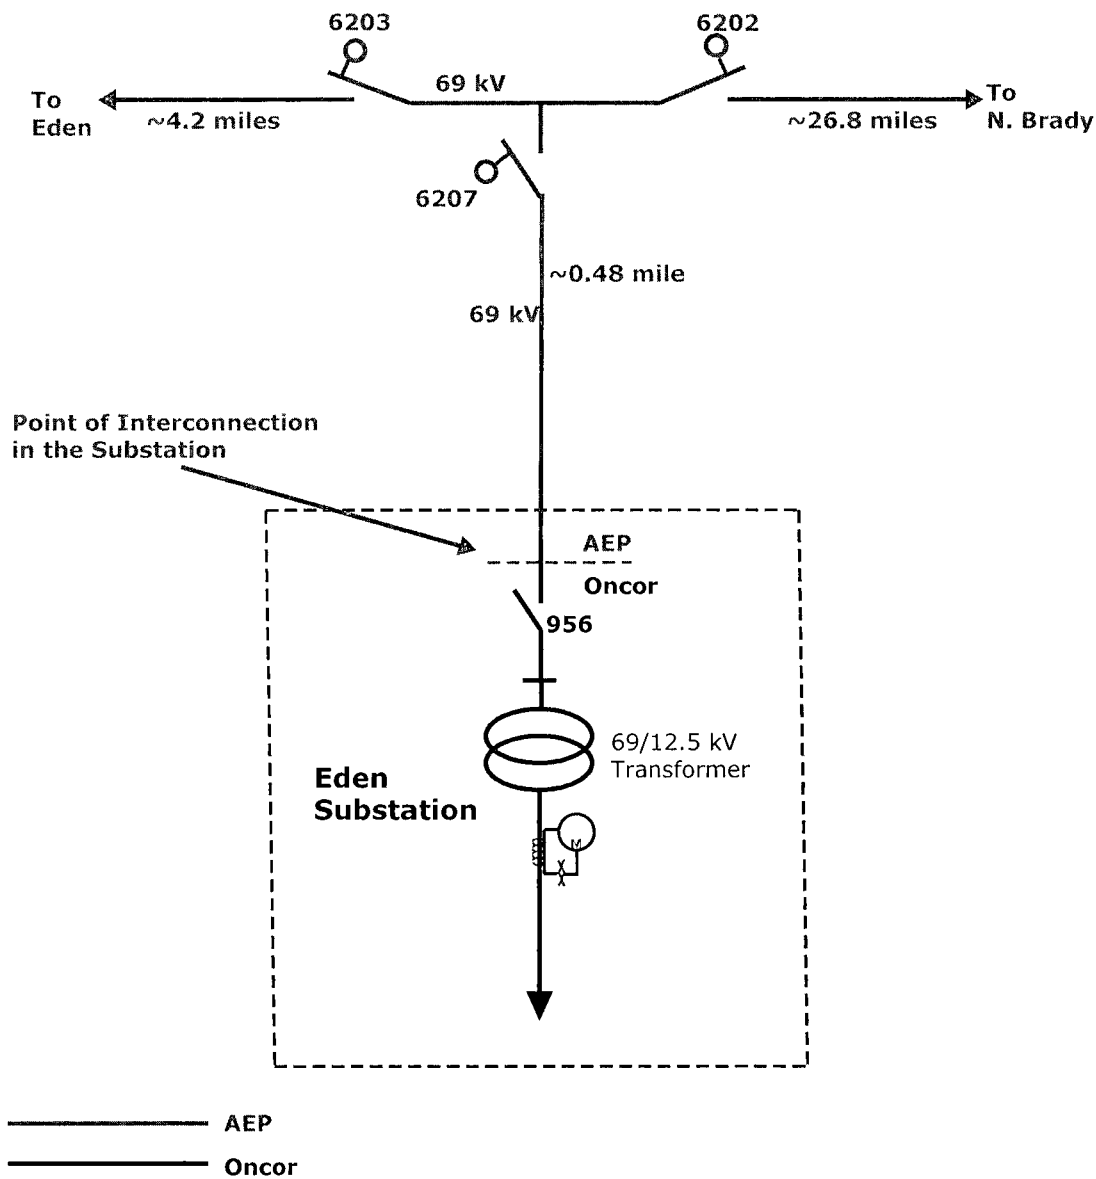 6203
6202
69 kV
To
Eden
~4.2 miles
To
N. Brady
~26.8 miles
6207
~0.48 mile
69 kV
Point of Interconnection
in the Substation
AEP
Oncor
956
69/12.5 kV
Transformer
Eden
Substation
M
AEP
Oncor